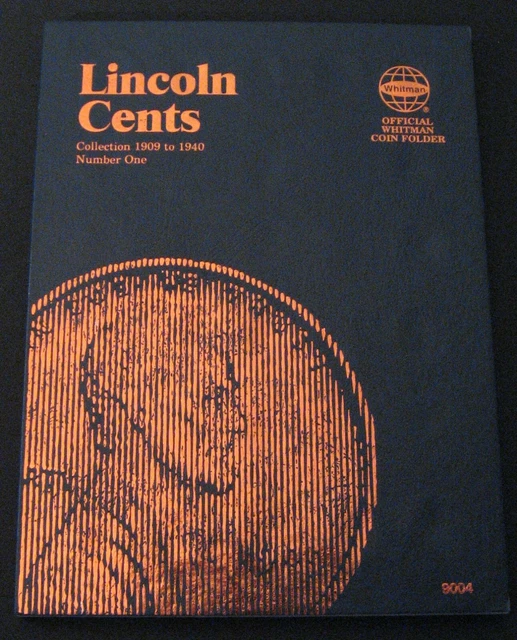 Lincoln
Cents
Collection 1909 to 1940
Number One
Whitman
®
OFFICIAL
WHITMAN
COIN FOLDER
9004